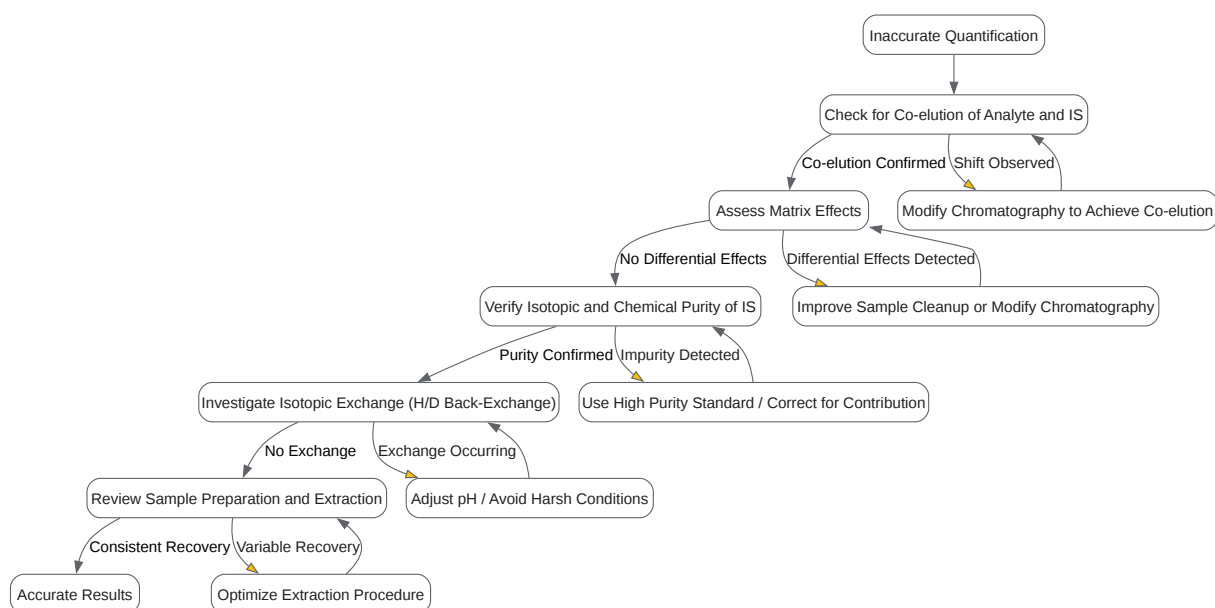 Inaccurate Quantification
Check for Co-elution of Analyte and IS
Co-elution Confirmed
Shift Observed
Assess Matrix Effects
Modify Chromatography to Achieve Co-elution
No Differential Effects
Differential Effects Detected
Verify Isotopic and Chemical Purity of IS
Improve Sample Cleanup or Modify Chromatography
Purity Confirmed
Impurity Detected
Investigate Isotopic Exchange (H/D Back-Exchange)
Use High Purity Standard / Correct for Contribution
No Exchange
Exchange Occurring
Review Sample Preparation and Extraction
Adjust pH / Avoid Harsh Conditions
Consistent Recovery
Variable Recovery
Accurate Results
Optimize Extraction Procedure